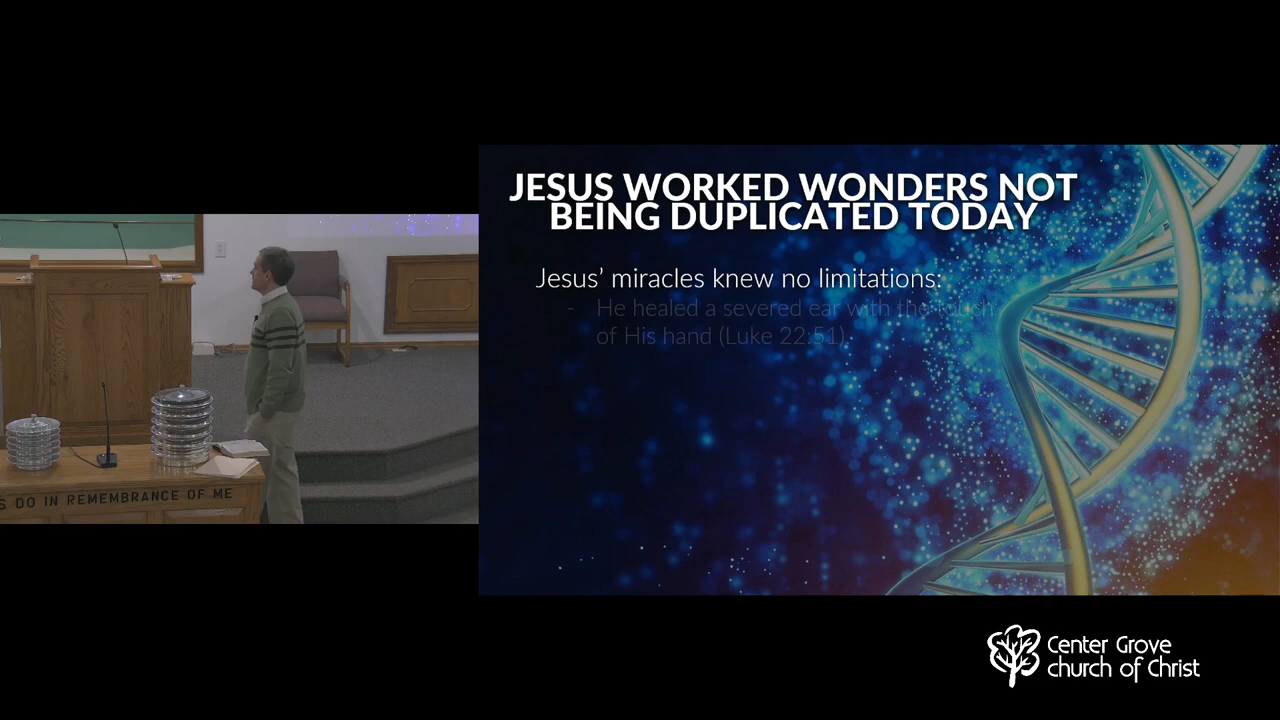 JESUS WORKED WONDERS NOT
BEING DUPLICATED TODAY
Jesus’ miracles knew no limitations:
- He healed a severed ear with the touch
of His hand (Luke 22:51)
S DO IN REMEMBRANCE OF ME
Center Grove
church of Christ